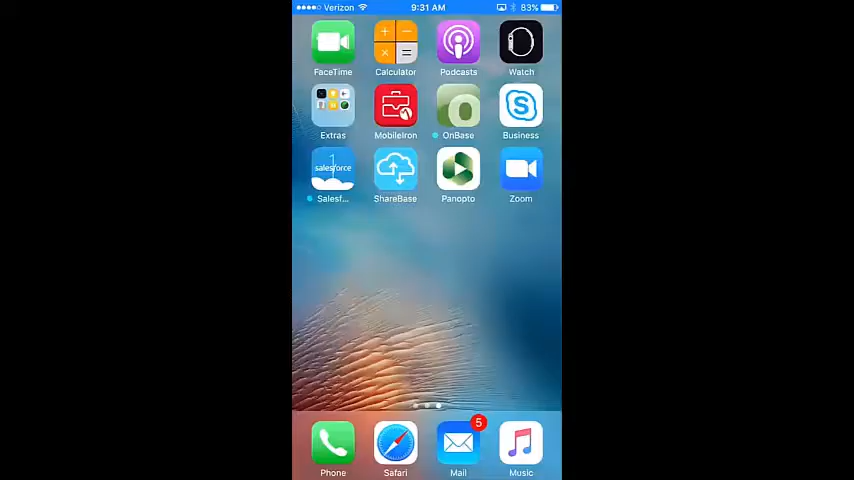 Verizon 9:31 AM 83%
FaceTime Calculator Podcasts Watch
Extras MobileIron OnBase Business
salesforce
Salesf... ShareBase Panopto Zoom
5
Phone Safari Mail Music